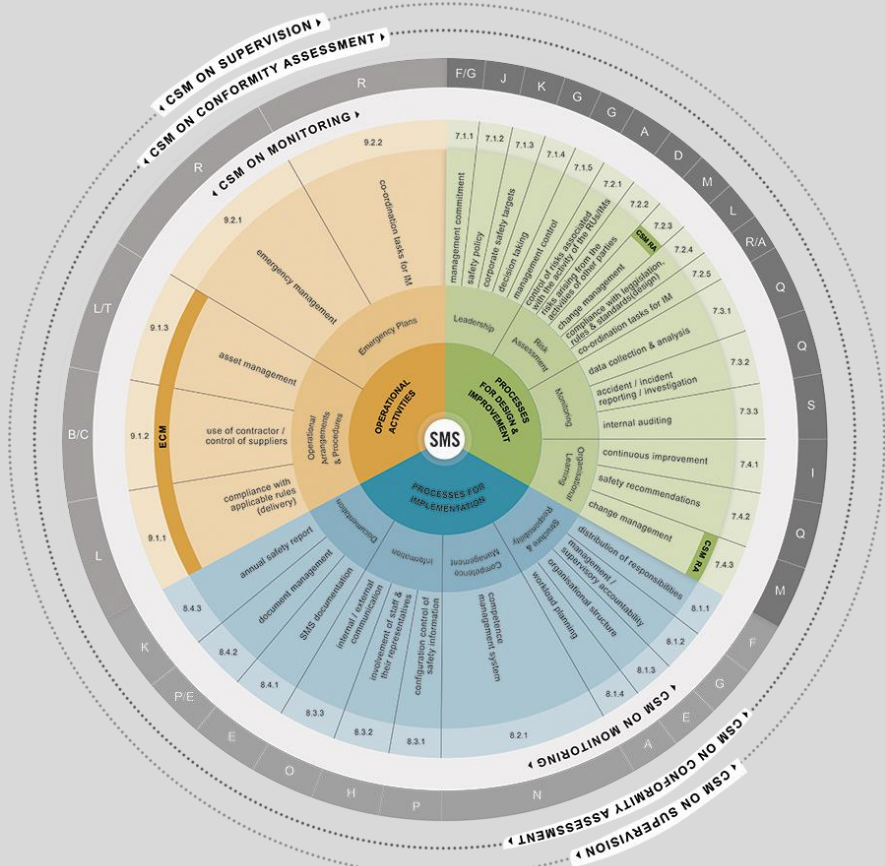 CSM ON SUPERVISION
CSM ON CONFORMITY ASSESSMENT
CSM ON MONITORING
F/G
J
K
G
G
A
D
M
L
R/A
Q
Q
S
I
Q
M
F
G
E
A
N
P
H
O
E
P/E
K
L
B/C
L/T
R
R
7.1.1
7.1.2
7.1.3
7.1.4
7.1.5
7.2.1
7.2.2
7.2.3
7.2.4
7.2.5
7.3.1
7.3.2
7.3.3
7.4.1
7.4.2
7.4.3
8.1.1
8.1.2
8.1.3
8.1.4
8.2.1
8.3.1
8.3.2
8.3.3
8.4.1
8.4.2
8.4.3
9.1.1
9.1.2
9.1.3
9.2.1
9.2.2
management commitment
safety policy
corporate safety targets
decision taking
management control
control of risks associated
with the activity of the RUs/IMs
risks arising from the
activities of other parties
change management
CSM RA
compliance with leggislation,
rules & standards(design)
co-ordination tasks for IM
data collection & analysis
accident / incident
reporting / investigation
internal auditing
continuous improvement
safety recommendations
change management
CSM RA
distribution of responsibilities
management /
supervisory accountability
organisational structure
workload planning
competence
management system
configuration control of
safety information
involvement of staff &
their representatives
internal / external
communication
SMS documentation
document management
annual safety report
compliance with
applicable rules
(delivery)
use of contractor /
control of suppliers
asset management
ECM
emergency management
co-ordination tasks for IM
Leadership
Risk
Assessment
Monitoring
Organisational
Learning
Structure &
Responsibility
Competence
Management
Information
Documentation
Operational
Arrangements
& Procedures
Emergency Plans
OPERATIONAL
ACTIVITIES
PROCESSES
FOR DESIGN &
IMPROVEMENT
PROCESSES FOR
IMPLEMENTATION
SMS
CSM ON MONITORING
CSM ON CONFORMITY ASSESSMENT
CSM ON SUPERVISION